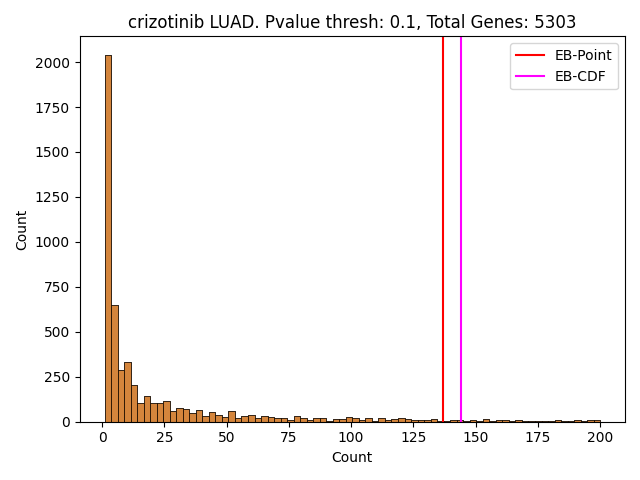 crizotinib LUAD. Pvalue thresh: 0.1, Total Genes: 5303
EB-Point
EB-CDF
Count
2000
1750
1500
1250
1000
750
500
250
0
0 25 50 75 100 125 150 175 200
Count